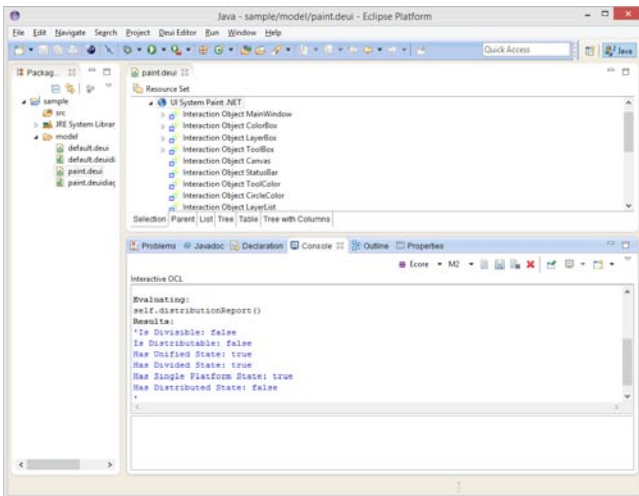 Java - sample/model/paint.deui - Eclipse Platform
File Edit Navigate Search Project Deui Editor Run Window Help
Quick Access
Java
Packag...
paint.deui
Resource Set
sample
src
JRE System Librar
model
default.deui
default.deuidi
paint.deui
paint.deuidiag
UI System Paint .NET
Interaction Object MainWindow
Interaction Object ColorBox
Interaction Object LayerBox
Interaction Object ToolBox
Interaction Object Canvas
Interaction Object StatusBar
Interaction Object ToolColor
Interaction Object CircleColor
Interaction Object LayerList
Selection Parent List Tree Table Tree with Columns
Problems Javadoc Declaration Console Outline Properties
Ecore M2
Interactive OCL
Evaluating:
self.distributionReport()
Results:
'Is Divisible: false
Is Distributable: false
Has Unified State: true
Has Divided State: true
Has Single Platform State: true
Has Distributed State: false
'